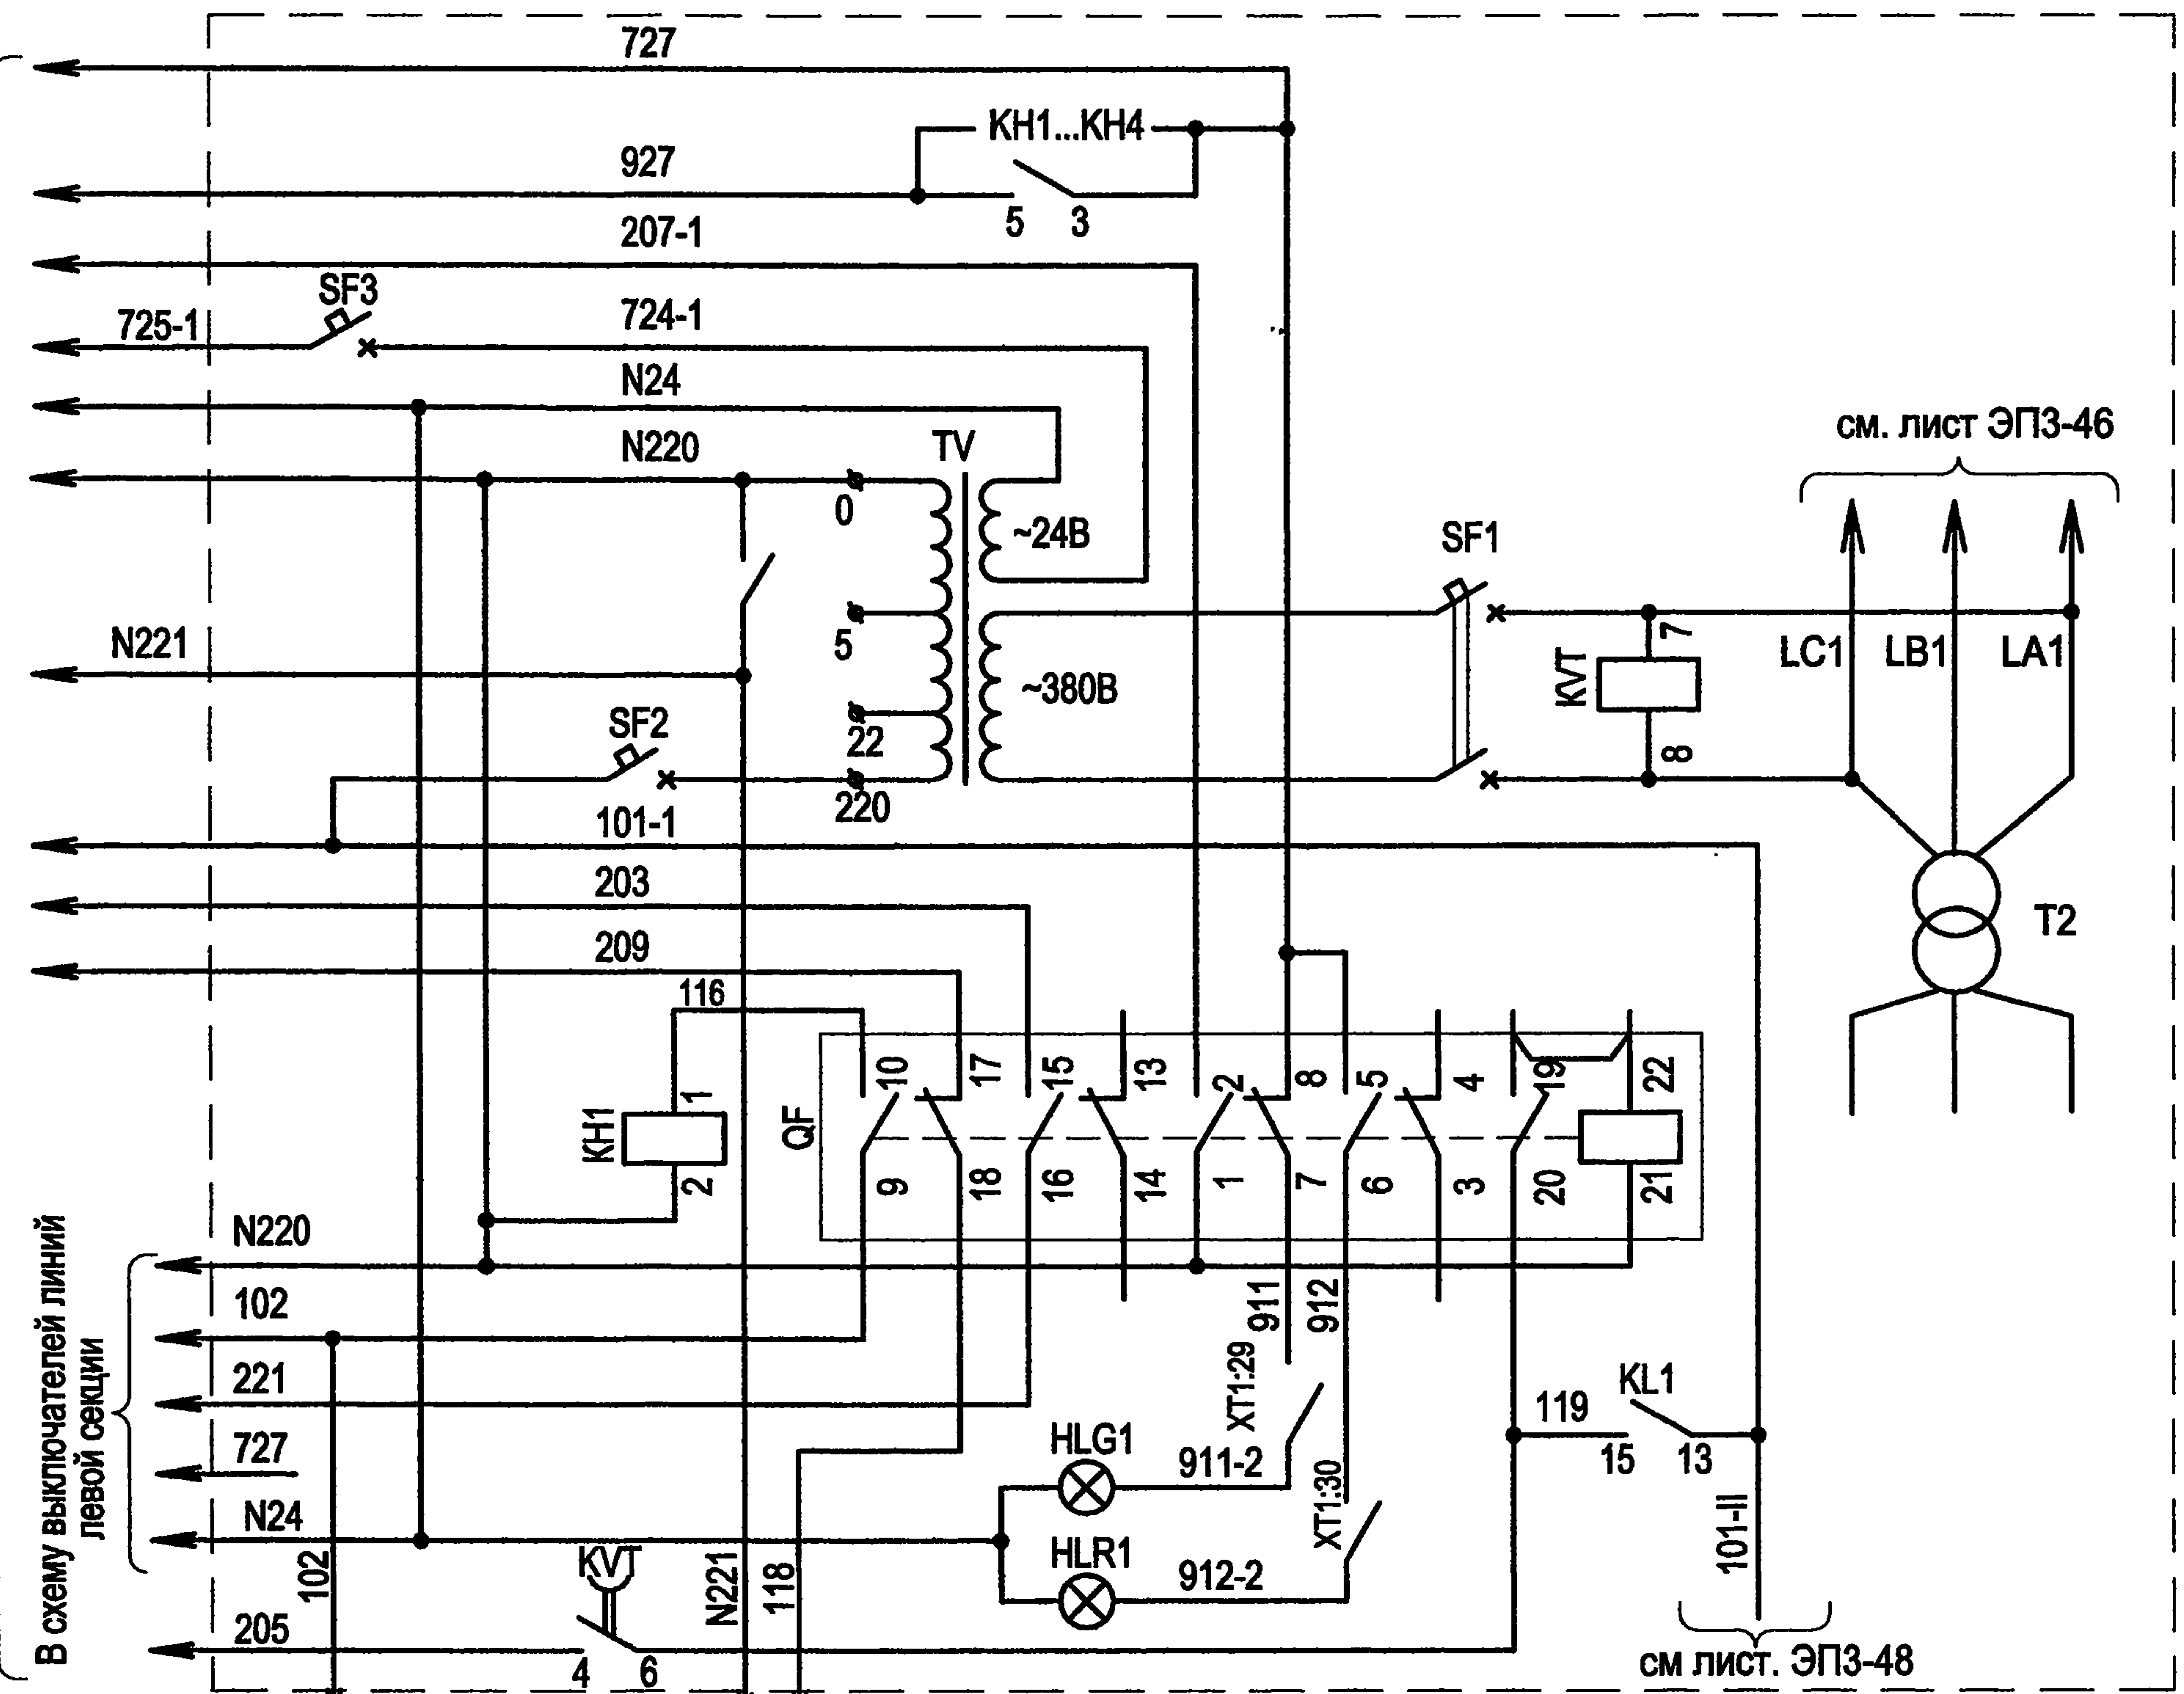 727
КН1...КН4
927
5 3
207-1
SF3
725-1
724-1
N24
N220
TV
0
~24В
SF1
см. лист ЭП3-46
5
N221
~380В
KVT
7
8
LC1 LB1 LA1
SF2
22
220
101-1
203
209
T2
116
КН1
1
2
QF
10 17 15 13 2 8 5 4 19 22
9 18 16 14 1 7 6 3 20 21
В схему выключателей линий
левой секции
N220
102
221
727
N24
205
911
912
XT1:29
XT1:30
119
KL1
15 13
HLG1
911-2
HLR1
912-2
102
KVT
4 6
N221
118
101-II
см лист. ЭП3-48